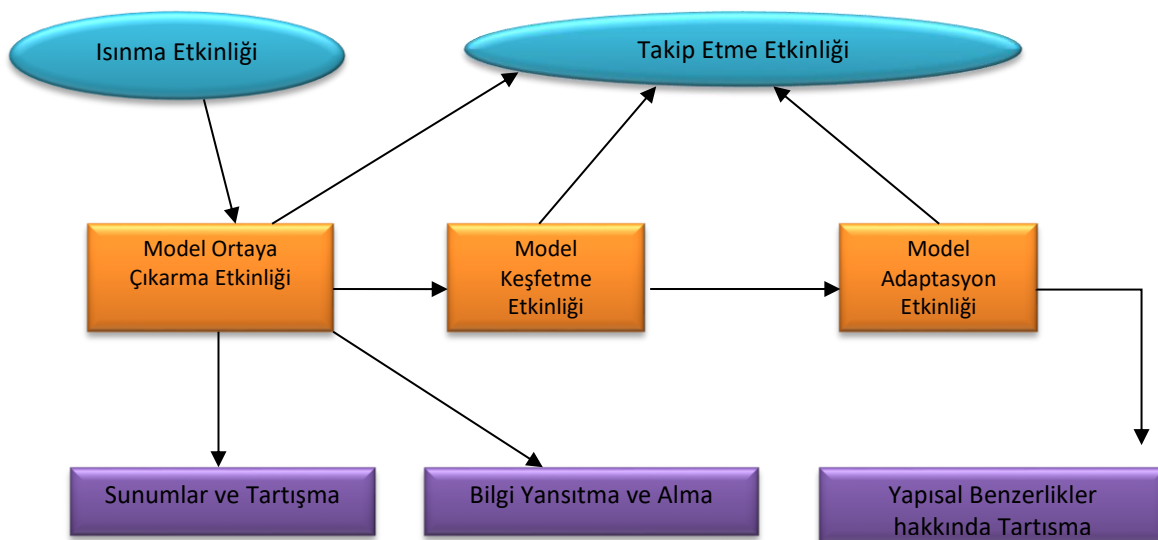 Isınma Etkinliği
Takip Etme Etkinliği
Model Ortaya
Çıkarma Etkinliği
Model
Keşfetme
Etkinliği
Model
Adaptasyon
Etkinliği
Sunumlar ve Tartışma
Bilgi Yansıtma ve Alma
Yapısal Benzerlikler
hakkında Tartısma